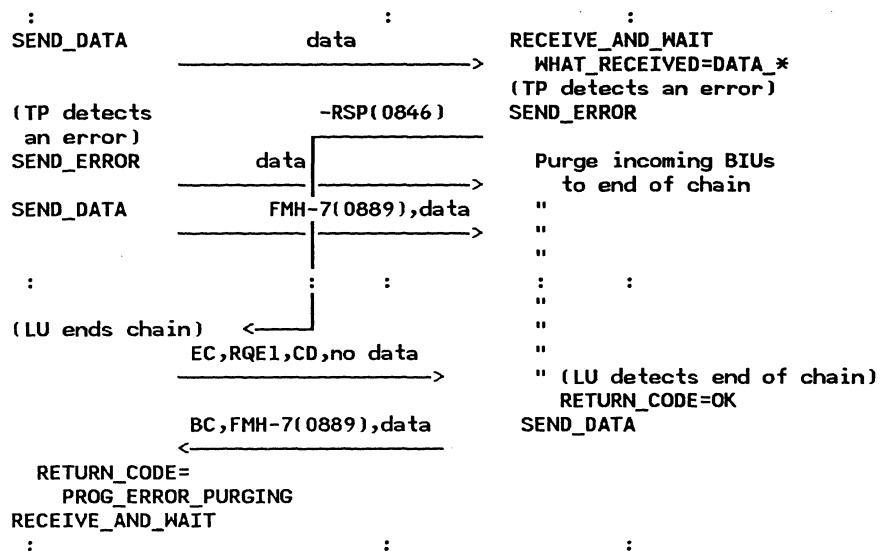 : : :
SEND_DATA data RECEIVE_AND_WAIT
WHAT_RECEIVED=DATA_*
(TP detects an error)
(TP detects -RSP(0846) SEND_ERROR
an error)
SEND_ERROR data Purge incoming BIUs
to end of chain
SEND_DATA FMH-7(0889),data "
"
"
: : : : :
"
(LU ends chain) "
EC,RQE1,CD,no data "
" (LU detects end of chain)
RETURN_CODE=OK
BC,FMH-7(0889),data SEND_DATA
RETURN_CODE=
PROG_ERROR_PURGING
RECEIVE_AND_WAIT
: : :